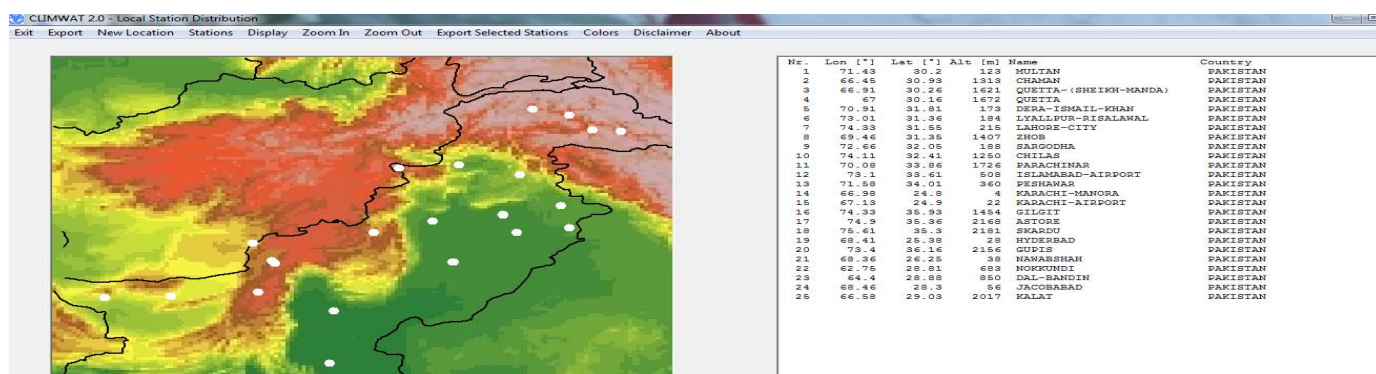 CLIMWAT 2.0 - Local Station Distribution
Exit Export New Location Stations Display Zoom In Zoom Out Export Selected Stations Colors Disclaimer About
Nr. Lon [°] Lat [°] Alt [m] Name Country
1 71.43 30.2 123 MULTAN PAKISTAN
2 66.45 30.93 1313 CHAMAN PAKISTAN
3 66.91 30.26 1621 QUETTA-(SHEIKH-MANDA) PAKISTAN
4 67 30.16 1672 QUETTA PAKISTAN
5 70.91 31.81 173 DERA-ISMAIL-KHAN PAKISTAN
6 73.01 31.36 184 LYALLPUR-RISALAWAL PAKISTAN
7 74.33 31.55 215 LAHORE-CITY PAKISTAN
8 69.46 31.35 1407 ZHOB PAKISTAN
9 72.66 32.05 188 SARGODHA PAKISTAN
10 74.11 32.41 1250 CHILAS PAKISTAN
11 70.08 33.86 1726 PARACHINAR PAKISTAN
12 73.1 33.61 508 ISLAMABAD-AIRPORT PAKISTAN
13 71.58 34.01 360 PESHAWAR PAKISTAN
14 66.98 24.8 4 KARACHI-MANORA PAKISTAN
15 67.13 24.9 22 KARACHI-AIRPORT PAKISTAN
16 74.33 35.93 1454 GILGIT PAKISTAN
17 74.9 35.36 2168 ASTORE PAKISTAN
18 75.61 35.3 2181 SKARDU PAKISTAN
19 68.41 25.38 28 HYDERBAD PAKISTAN
20 73.4 36.16 2156 GUPIS PAKISTAN
21 68.36 26.25 38 NAWABSHAH PAKISTAN
22 62.75 28.81 683 NOKKUNDI PAKISTAN
23 64.4 28.88 850 DAL-BANDIN PAKISTAN
24 68.46 28.3 56 JACOBABAD PAKISTAN
25 66.58 29.03 2017 KALAT PAKISTAN